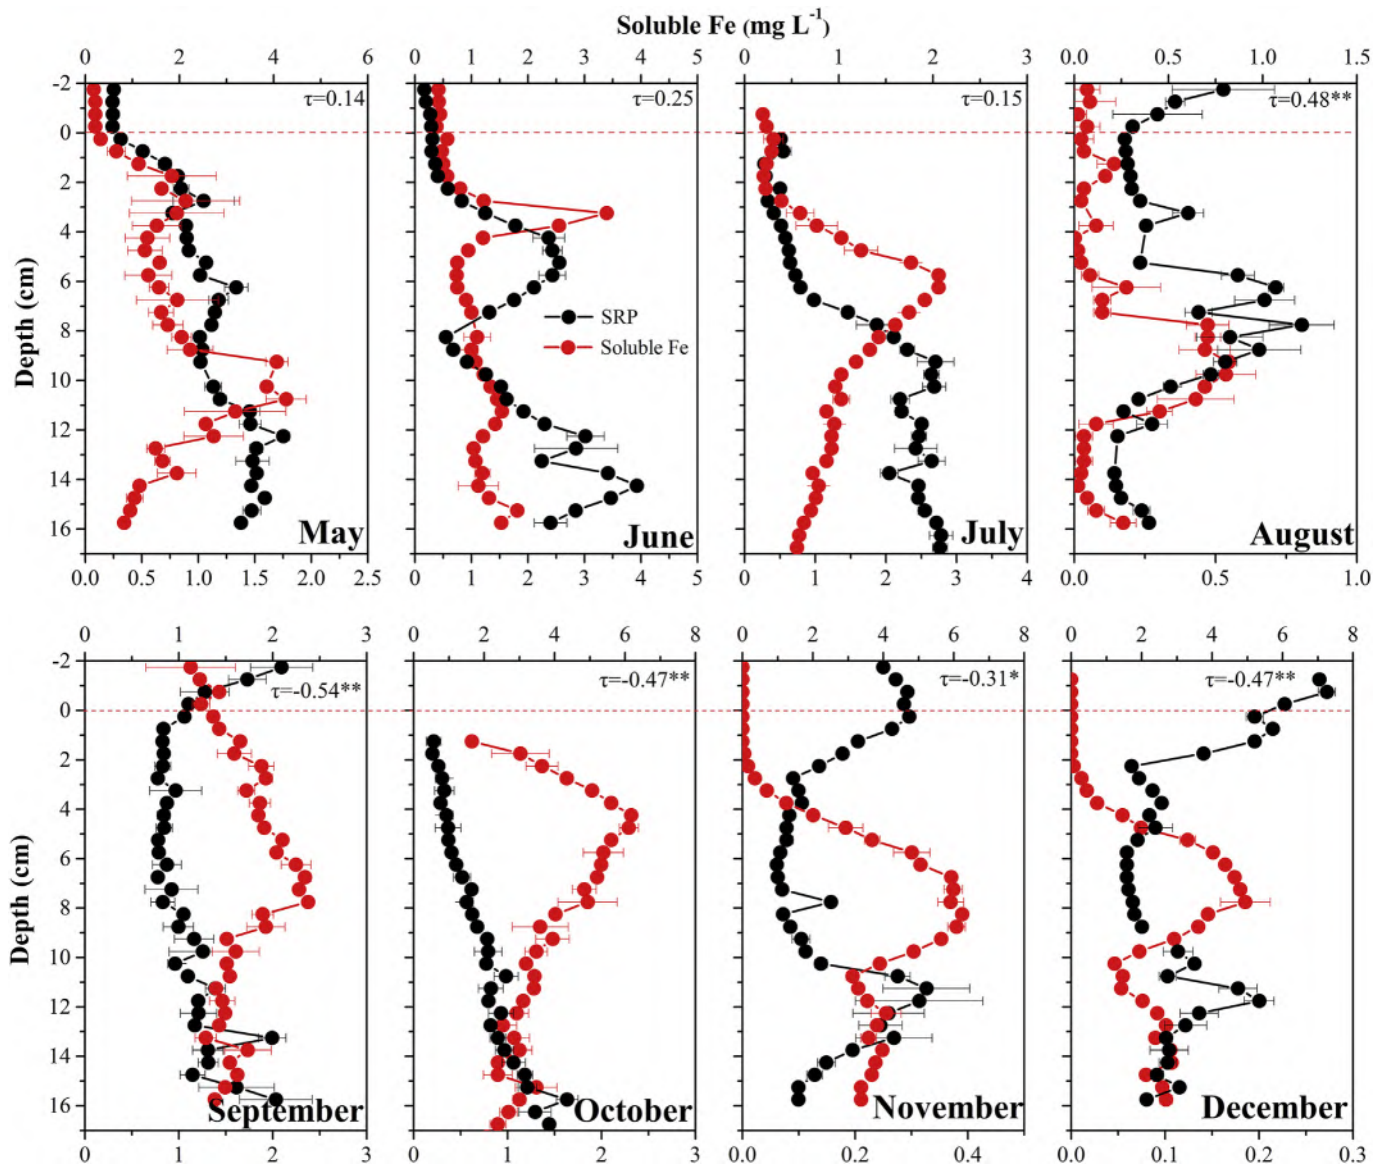 Soluble Fe (mg L⁻¹)
0 2 4 6 0 1 2 3 4 5 0 1 2 3 0.0 0.5 1.0 1.5
-2
0
2
4
6
8
10
12
14
16
Depth (cm)
τ=0.14 τ=0.25 τ=0.15 τ=0.48**
SRP
Soluble Fe
May June July August
0.0 0.5 1.0 1.5 2.0 2.5 0 1 2 3 4 5 0 1 2 3 4 0.0 0.5 1.0
0 1 2 3 0 2 4 6 8 0 2 4 6 8 0 2 4 6 8
-2
0
2
4
6
8
10
12
14
16
Depth (cm)
τ=-0.54** τ=-0.47** τ=-0.31* τ=-0.47**
September October November December
0 1 2 3 0 1 2 3 0.0 0.2 0.4 0.0 0.1 0.2 0.3